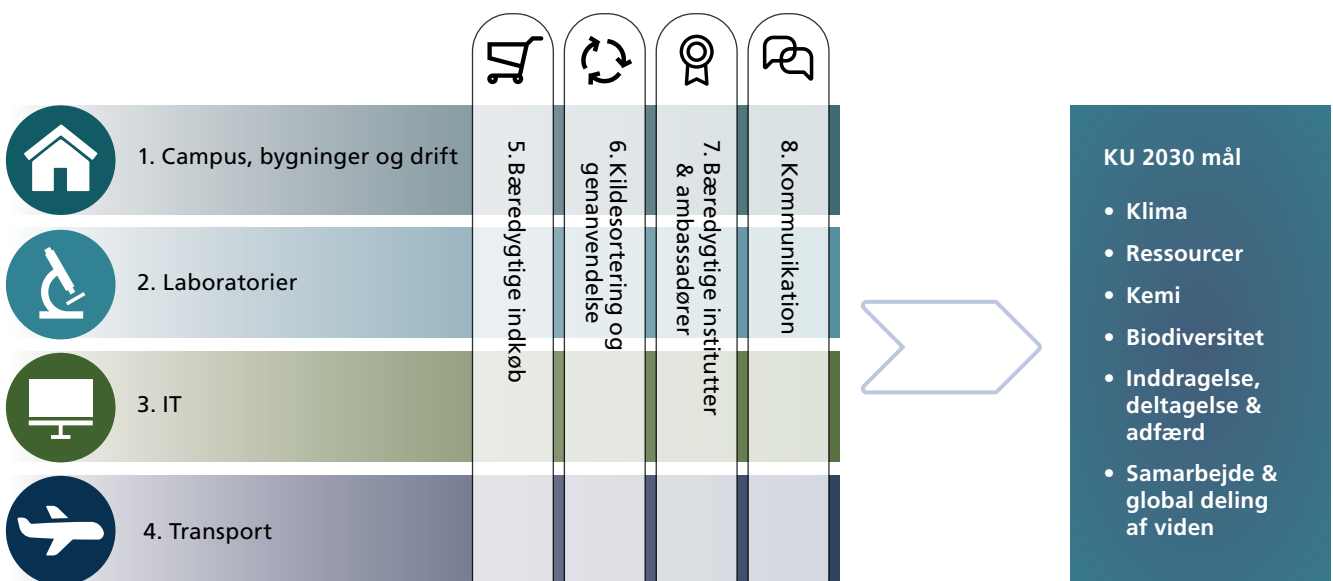 1. Campus, bygninger og drift
2. Laboratorier
3. IT
4. Transport
5. Bæredygtige indkøb
6. Kildesortering og
genanvendelse
7. Bæredygtige institutter
& ambassadører
8. Kommunikation
KU 2030 mål
• Klima
• Ressourcer
• Kemi
• Biodiversitet
• Inddragelse,
deltagelse &
adfærd
• Samarbejde &
global deling
af viden